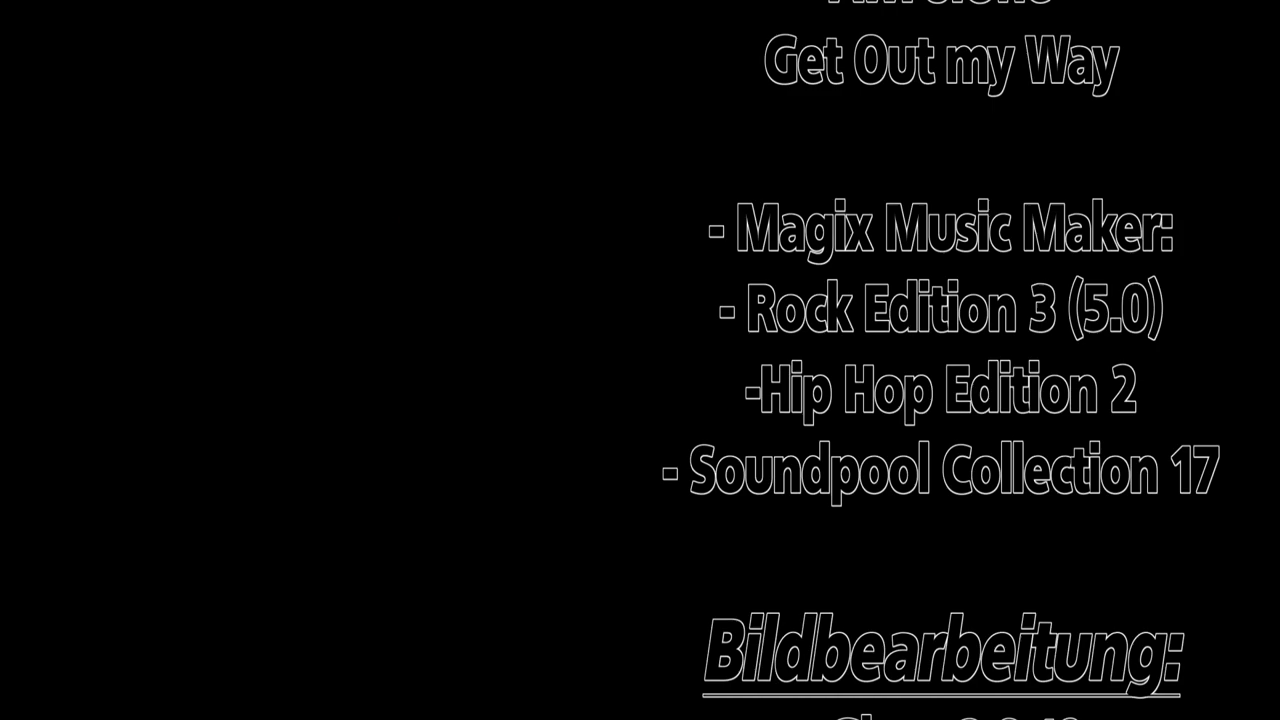 Get Out my Way
- Magix Music Maker:
- Rock Edition 3 (5.0)
-Hip Hop Edition 2
- Soundpool Collection 17
Bildbearbeitung: